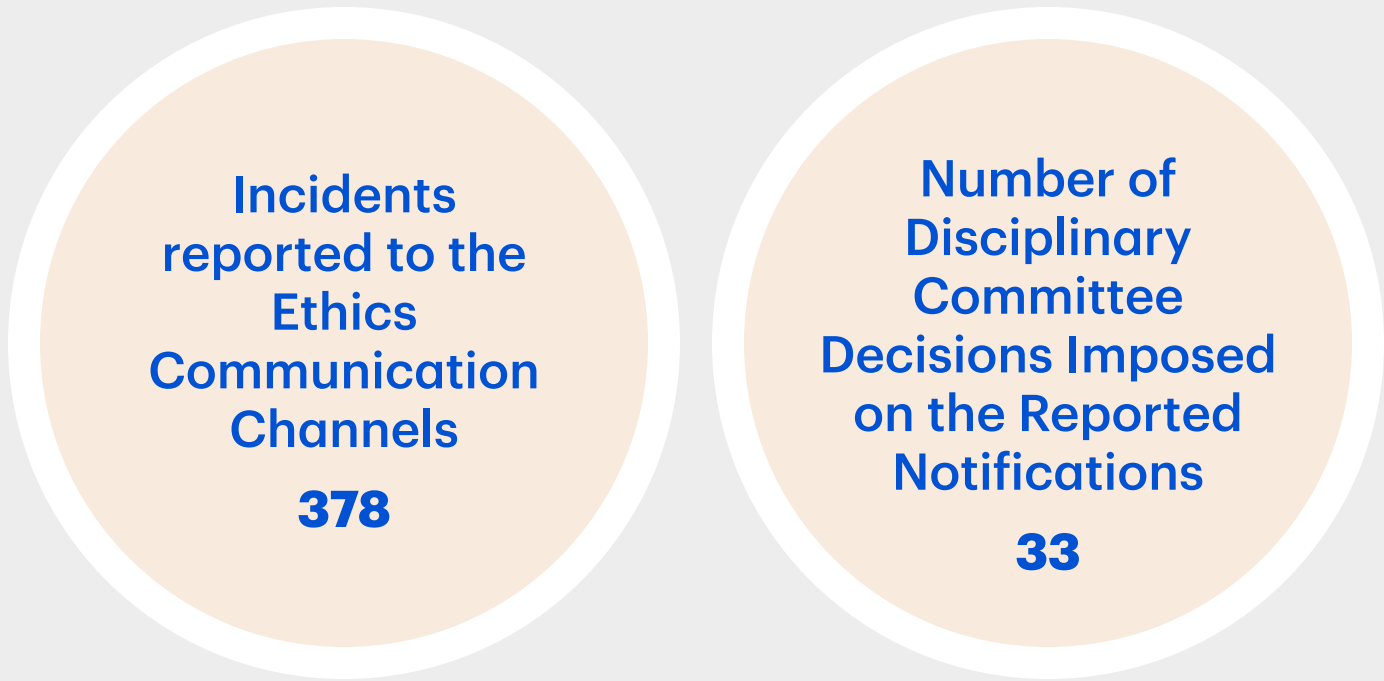 Incidents
reported to the
Ethics
Communication
Channels
378
Number of
Disciplinary
Committee
Decisions Imposed
on the Reported
Notifications
33